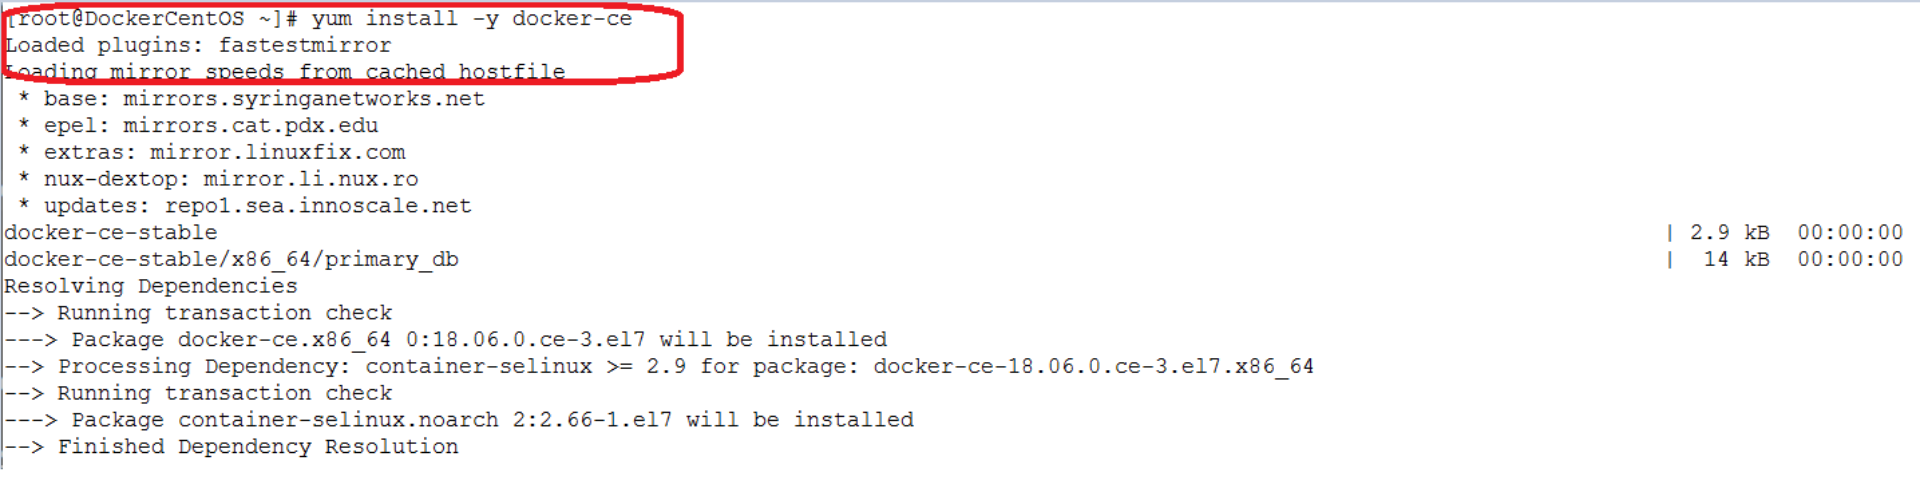 [root@DockerCentOS ~]# yum install -y docker-ce
Loaded plugins: fastestmirror
Loading mirror speeds from cached hostfile
 * base: mirrors.syringanetworks.net
 * epel: mirrors.cat.pdx.edu
 * extras: mirror.linuxfix.com
 * nux-dextop: mirror.li.nux.ro
 * updates: repo1.sea.innoscale.net
docker-ce-stable | 2.9 kB  00:00:00
docker-ce-stable/x86_64/primary_db |  14 kB  00:00:00
Resolving Dependencies
--> Running transaction check
---> Package docker-ce.x86_64 0:18.06.0.ce-3.el7 will be installed
--> Processing Dependency: container-selinux >= 2.9 for package: docker-ce-18.06.0.ce-3.el7.x86_64
--> Running transaction check
---> Package container-selinux.noarch 2:2.66-1.el7 will be installed
--> Finished Dependency Resolution